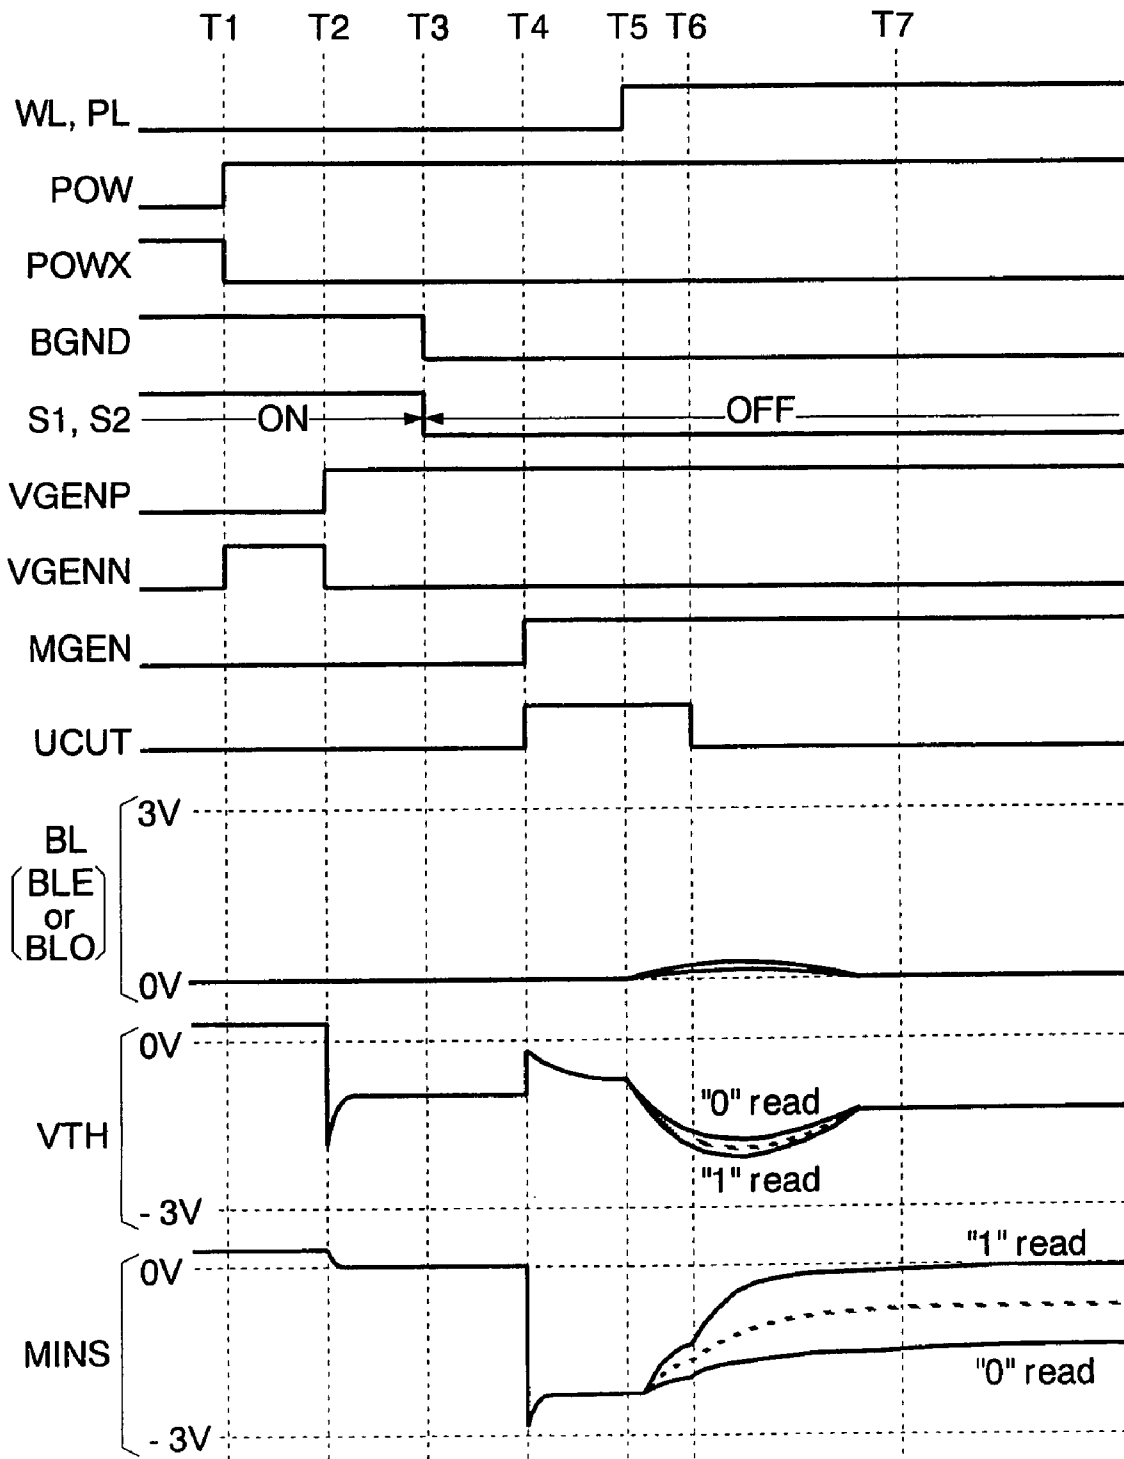 T1 T2 T3 T4 T5 T6 T7
WL, PL
POW
POWX
BGND
S1, S2 ON OFF
VGENP
VGENN
MGEN
UCUT
3V
BL
BLE
or
BLO
0V
0V
"0" read
VTH
"1" read
- 3V
"1" read
0V
MINS
"0" read
- 3V